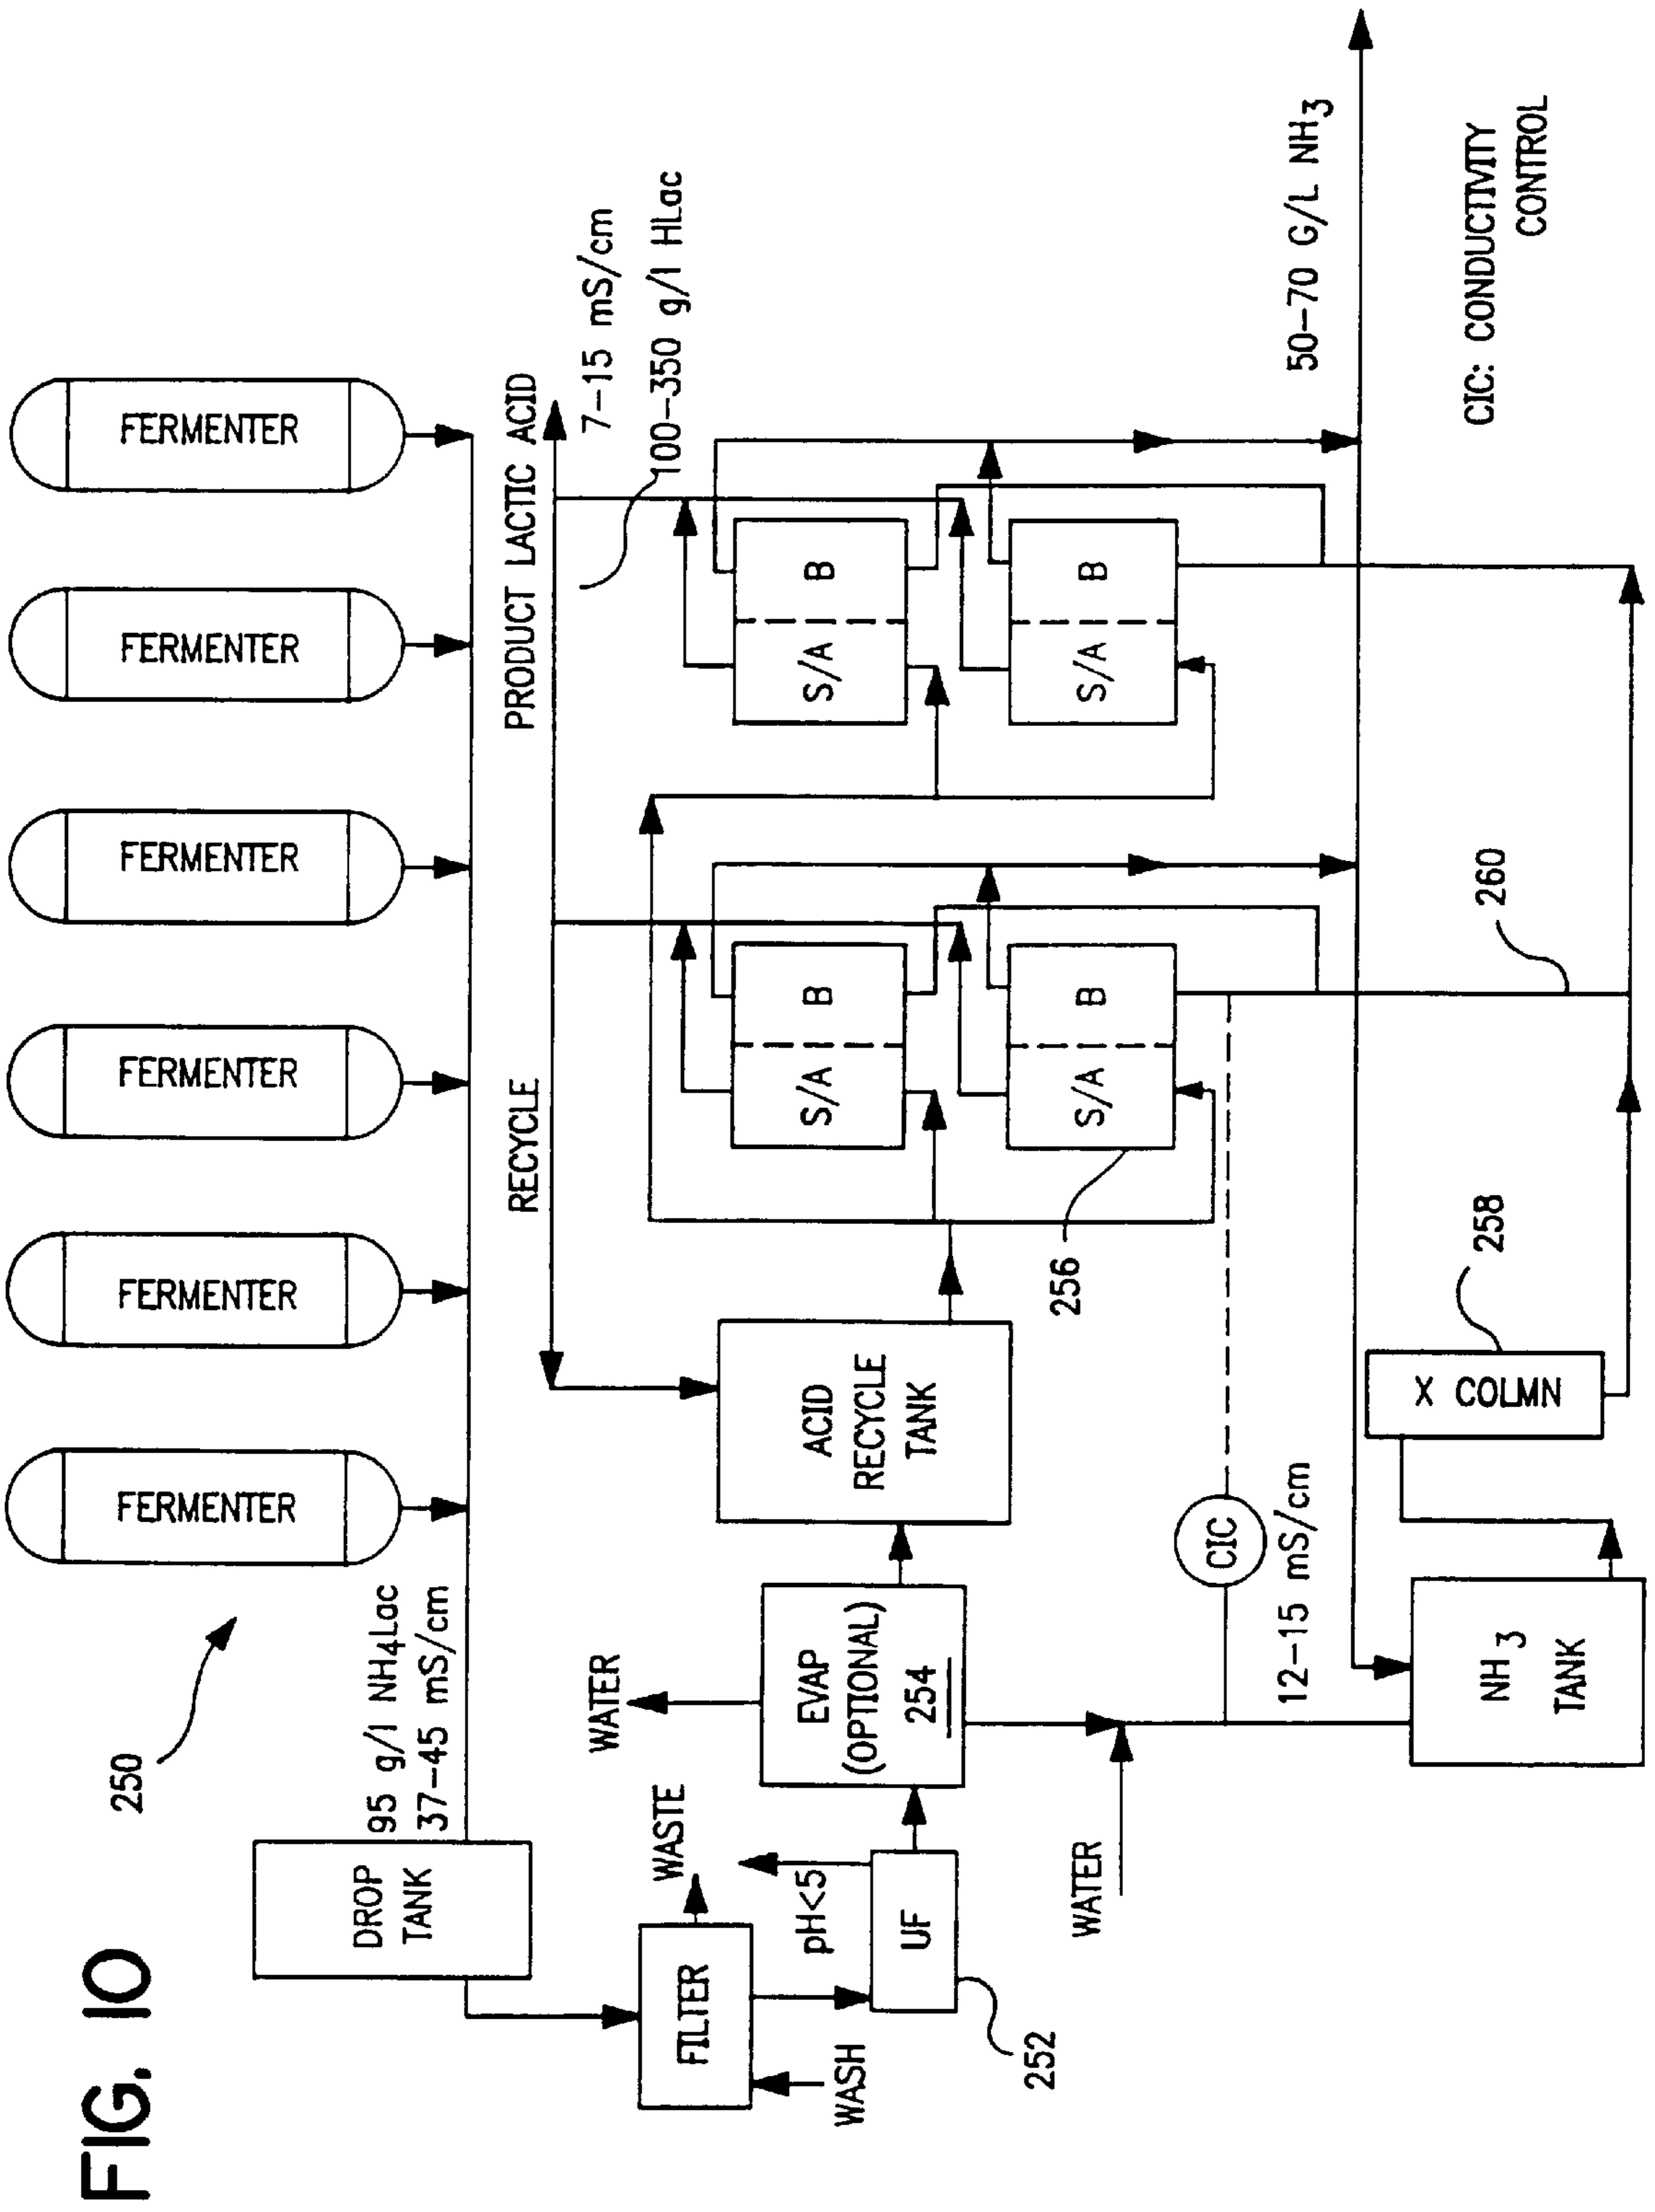 FIG. 10
250
FERMENTER
FERMENTER
FERMENTER
FERMENTER
FERMENTER
FERMENTER
DROP
TANK
95 g/l NH4Lac
37-45 mS/cm
RECYCLE
PRODUCT LACTIC ACID
7-15 mS/cm
100-350 g/l HLac
FILTER
WASTE
WASH
UF
pH<5
252
WATER
EVAP
(OPTIONAL)
254
ACID
RECYCLE
TANK
S/A
B
S/A
B
S/A
B
S/A
B
256
WATER
CIC
12-15 mS/cm
NH3
TANK
X COLMN
258
260
50-70 G/L NH3
CIC: CONDUCTIVITY
CONTROL